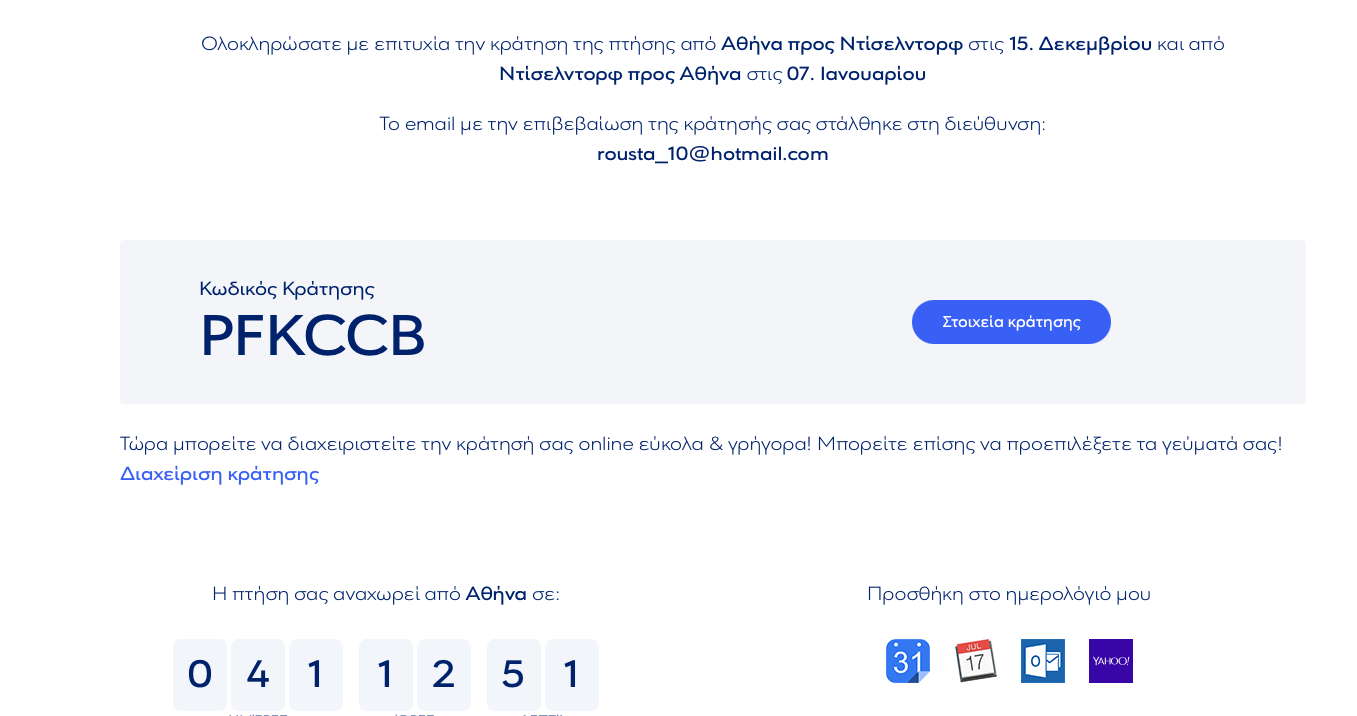 Ολοκληρώσατε με επιτυχία την κράτηση της πτήσης από Αθήνα προς Ντίσελντορφ στις 15. Δεκεμβρίου και από
Ντίσελντορφ προς Αθήνα στις 07. Ιανουαρίου
Το email με την επιβεβαίωση της κράτησής σας στάλθηκε στη διεύθυνση:
rousta_10@hotmail.com
Κωδικός Κράτησης
PFKCCB
Στοιχεία κράτησης
Τώρα μπορείτε να διαχειριστείτε την κράτησή σας online εύκολα & γρήγορα! Μπορείτε επίσης να προεπιλέξετε τα γεύματά σας!
Διαχείριση κράτησης
Η πτήση σας αναχωρεί από Αθήνα σε:
0 4 1 1 2 5 1
Προσθήκη στο ημερολόγιό μου
31
JUL
17
O
YAHOO!